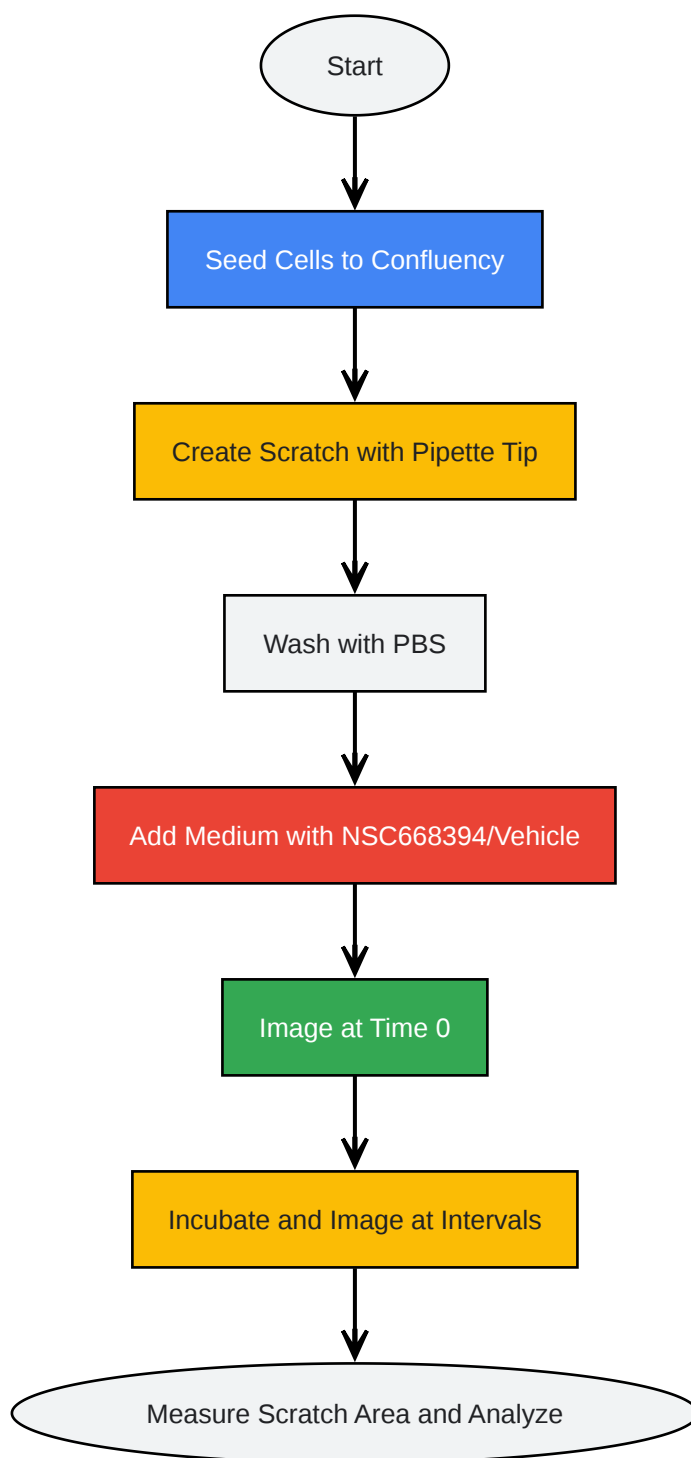 Start
Seed Cells to Confluency
Create Scratch with Pipette Tip
Wash with PBS
Add Medium with NSC668394/Vehicle
Image at Time 0
Incubate and Image at Intervals
Measure Scratch Area and Analyze